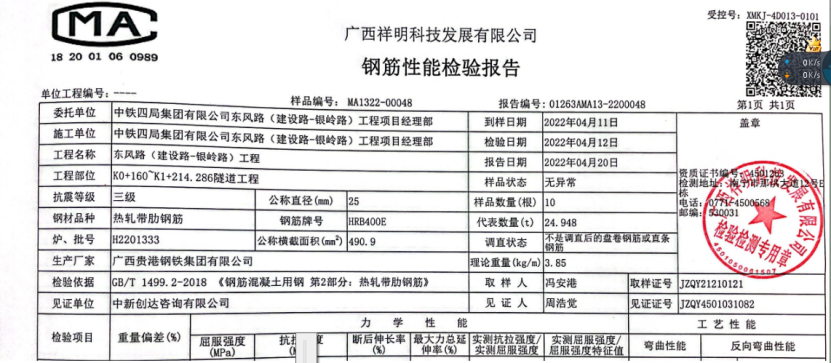 MA
18 20 01 06 0989
广西祥明科技发展有限公司
钢筋性能检验报告
受控号：XMKJ-4D013-0101
0K/s
0K/s
单位工程编号：----
样品编号：MA1322-00048
报告编号：01263AMA13-2200048
第1页 共1页
委托单位 中铁四局集团有限公司东风路（建设路-银岭路）工程项目经理部 到样日期 2022年04月11日 盖章
施工单位 中铁四局集团有限公司东风路（建设路-银岭路）工程项目经理部 检验日期 2022年04月12日
工程名称 东风路（建设路-银岭路）工程 报告日期 2022年04月20日
工程部位 K0+160~K1+214.286隧道工程 样品状态 无异常
资质证书编号：4501263
检测地址：南宁市那洪大道12号B
栋
电话：0771-4500568
邮编：530031
广西祥明科技发展有限公司
检验检测专用章
抗震等级 三级 公称直径(mm) 25 样品数量(根) 10
钢材品种 热轧带肋钢筋 钢筋牌号 HRB400E 代表数量(t) 24.948
炉、批号 H2201333 公称横截面积(mm²) 490.9 调直状态 不是调直后的盘卷钢筋或直条钢筋
生产厂家 广西贵港钢铁集团有限公司 理论重量(kg/m) 3.85
检验依据 GB/T 1499.2-2018 《钢筋混凝土用钢 第2部分：热轧带肋钢筋》 取样人 冯安港 取样证号 JZQY21210121
见证单位 中新创达咨询有限公司 见证人 周浩觉 见证证号 JZQY4501031082
检验项目 重量偏差(%) 力学性能 工艺性能
屈服强度(MPa) 断后伸长率(%) 最大力总延伸率(%) 实测抗拉强度/实测屈服强度 实测屈服强度/屈服强度特征值 弯曲性能 反向弯曲性能